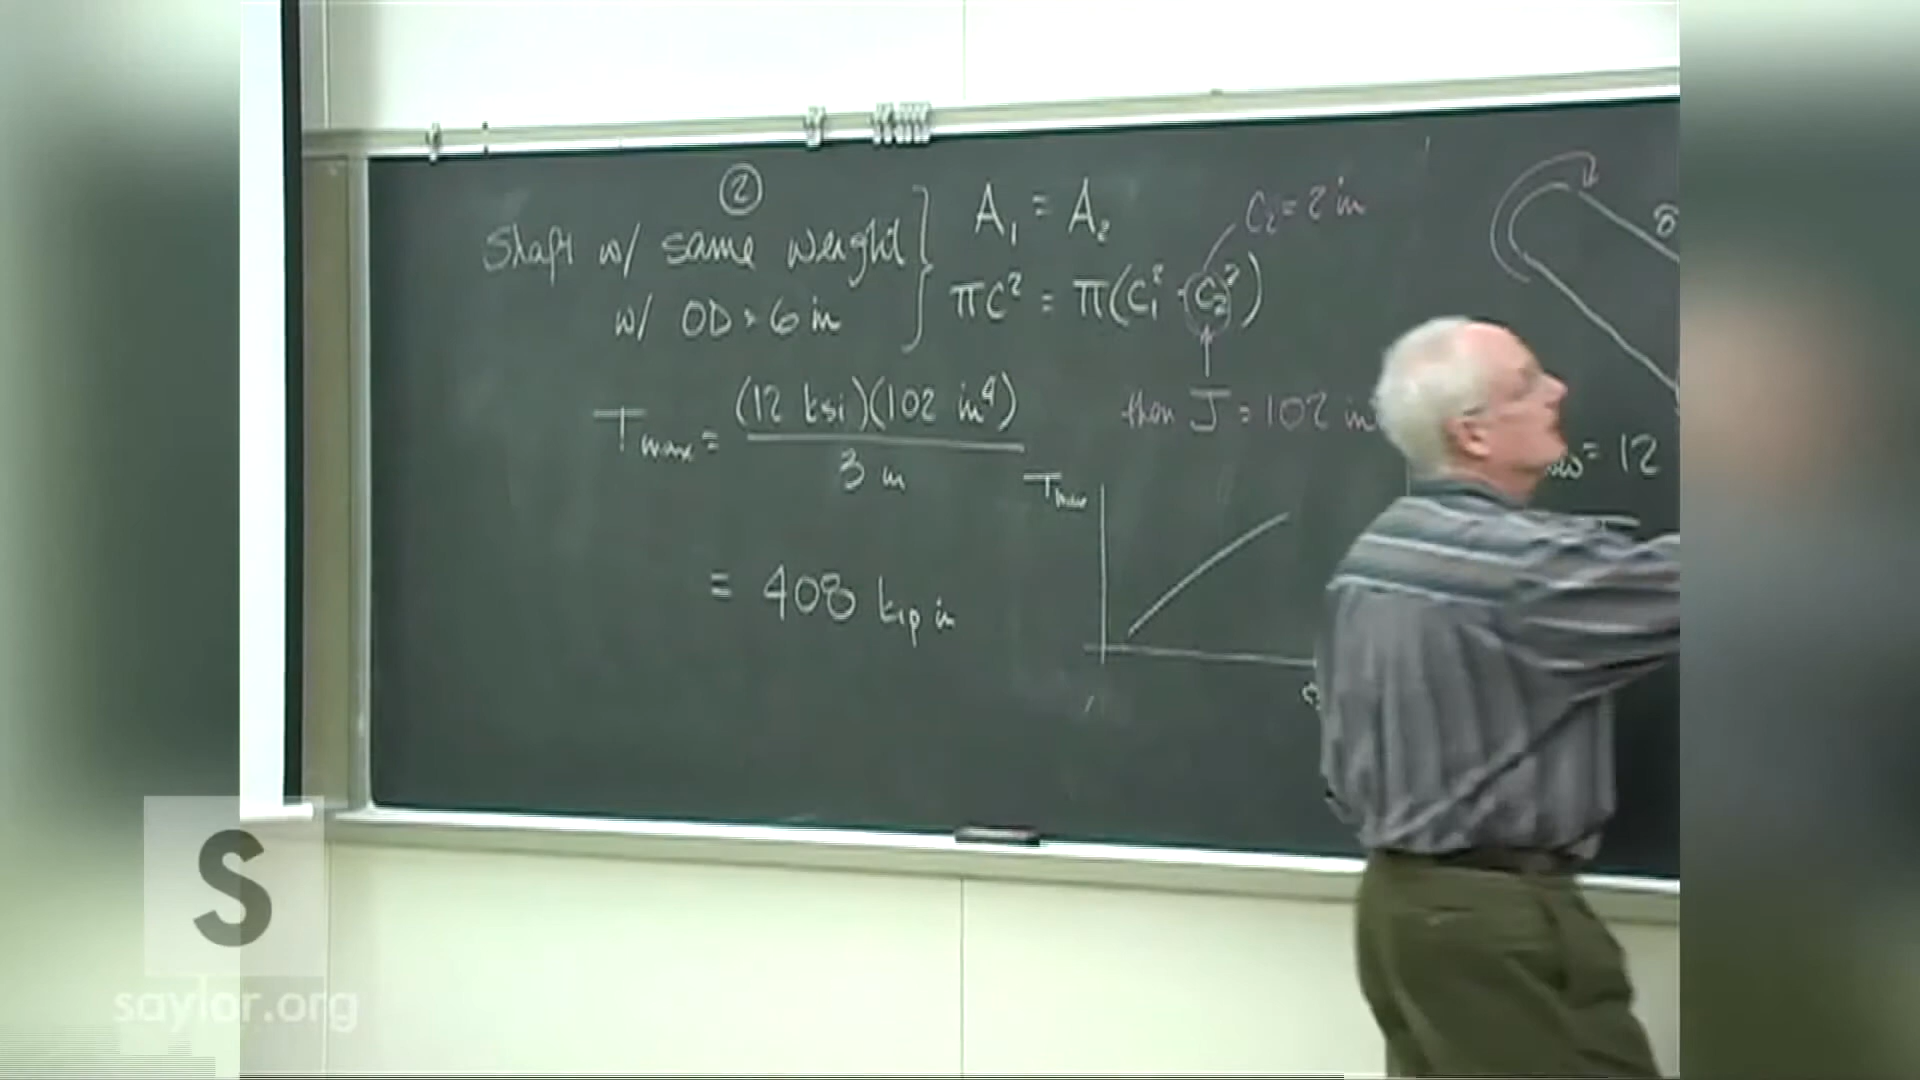 ②
Shaft w/ same weight
w/ OD = 6 in
A₁ = A₂
πC² = π(C₁² - C₂²)
C₂ = 2 in
then J = 102 in
Tmax = (12 ksi)(102 in⁴)
3 in
= 408 kip in
Tmax
= 12
S
saylor.org